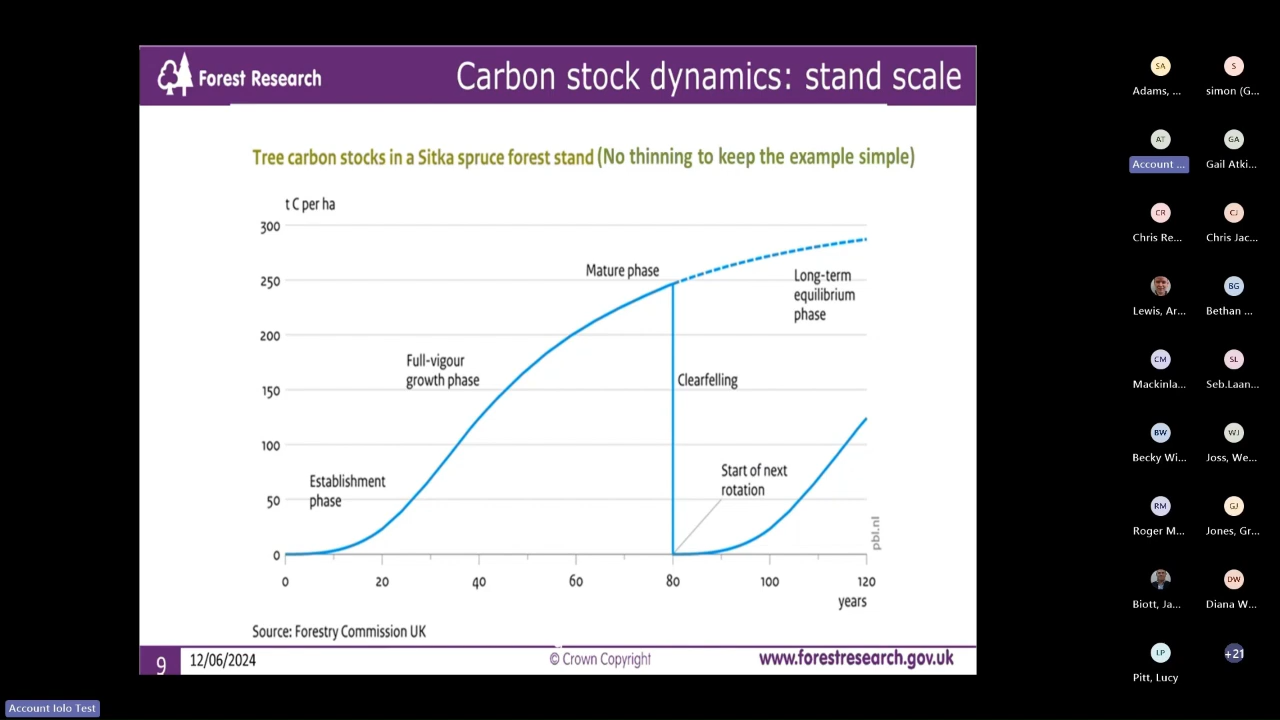 Forest Research
Carbon stock dynamics: stand scale
Tree carbon stocks in a Sitka spruce forest stand (No thinning to keep the example simple)
t C per ha
300
250
200
150
100
50
0
Mature phase
Long-term
equilibrium
phase
Full-vigour
growth phase
Clearfelling
Establishment
phase
Start of next
rotation
pbl.nl
0 20 40 60 80 100 120
years
Source: Forestry Commission UK
9
12/06/2024
© Crown Copyright
www.forestresearch.gov.uk
SA
Adams, ...
S
simon (G...
AT
Account ...
GA
Gail Atki...
CR
Chris Re...
CJ
Chris Jac...
Lewis, Ar...
BG
Bethan ...
CM
Mackinla...
SL
Seb.Laan...
BW
Becky Wi...
WJ
Joss, We...
RM
Roger M...
GJ
Jones, Gr...
Biott, Ja...
DW
Diana W...
LP
Pitt, Lucy
+21
Account Iolo Test